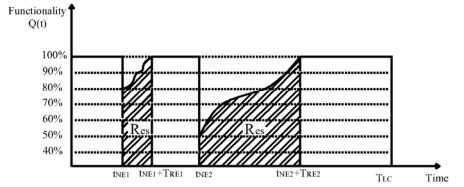 Functionality
Q(t)
100%
90%
80%
70%
60%
50%
40%
Res
Res
tNE1
tNE1+TRE1
tNE2
tNE2+TRE2
TLC
Time